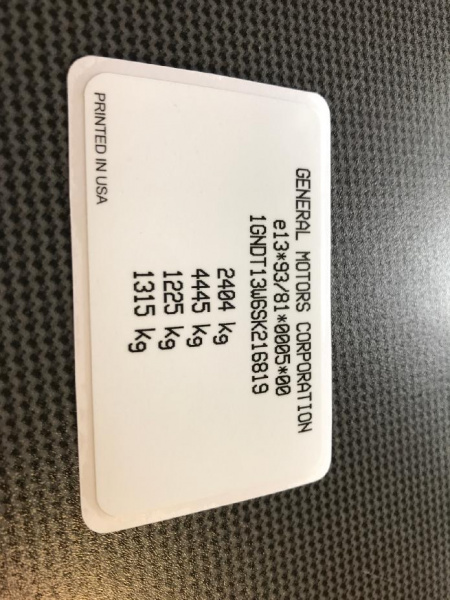 GENERAL MOTORS CORPORATION
e13*93/81*0005*00
1GNDT13W6SK216819
2404 kg
4445 kg
1225 kg
1315 kg
PRINTED IN USA